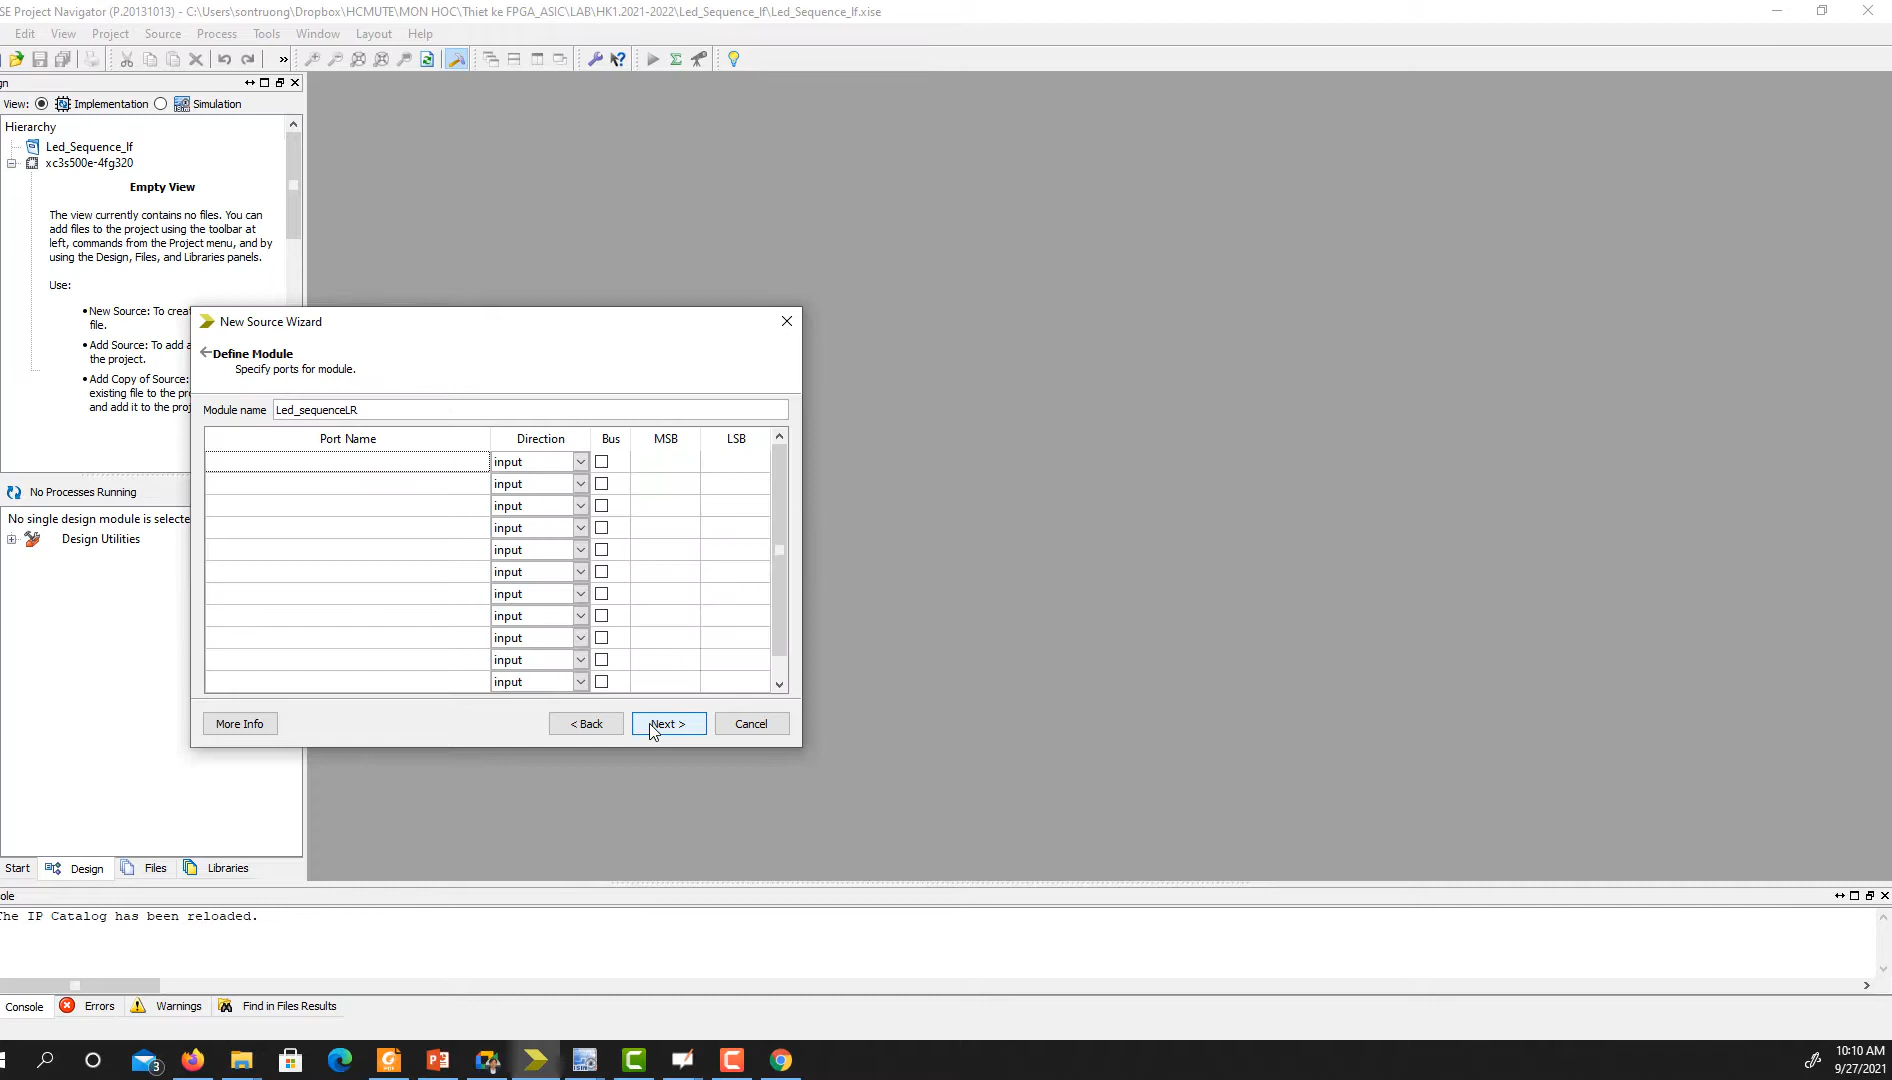 SE Project Navigator (P.20131013) - C:\Users\sontruong\Dropbox\HCMUTE\MON HOC\Thiet ke FPGA_ASIC\LAB\HK1.2021-2022\Led_Sequence_lf\Led_Sequence_lf.xise
Edit View Project Source Process Tools Window Layout Help
»
gn
View: Implementation Simulation
Hierarchy
Led_Sequence_lf
xc3s500e-4fg320
Empty View
The view currently contains no files. You can
add files to the project using the toolbar at
left, commands from the Project menu, and by
using the Design, Files, and Libraries panels.
Use:
• New Source: To crea
file.
• Add Source: To add a
the project.
• Add Copy of Source:
existing file to the pro
and add it to the proj
New Source Wizard
Define Module
Specify ports for module.
Module name Led_sequenceLR
Port Name Direction Bus MSB LSB
input
input
input
input
input
input
input
input
input
input
input
More Info < Back Next > Cancel
No Processes Running
No single design module is selecte
Design Utilities
Start Design Files Libraries
ole
The IP Catalog has been reloaded.
Console Errors Warnings Find in Files Results
3
10:10 AM
9/27/2021